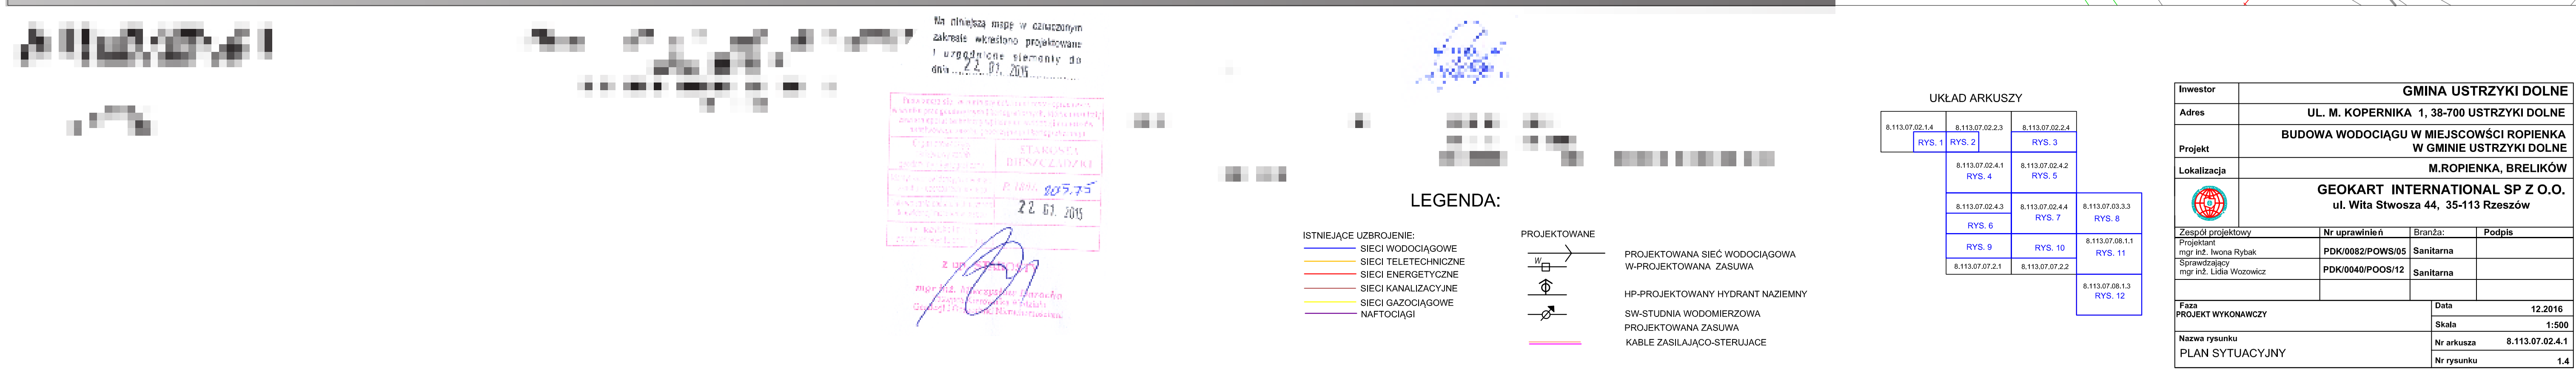 Na niniejszą mapę w oznaczonym
zakresie wkreślono projektowane
i uzgodnione elementy do
dnia 22. 01. 2015
STAROSTA
BIESZCZADZKI
22. 01. 2015
z up. STAROSTY
mgr inż.
LEGENDA:
ISTNIEJĄCE UZBROJENIE:
SIECI WODOCIĄGOWE
SIECI TELETECHNICZNE
SIECI ENERGETYCZNE
SIECI KANALIZACYJNE
SIECI GAZOCIĄGOWE
NAFTOCIĄGI
PROJEKTOWANE
W
PROJEKTOWANA SIEĆ WODOCIĄGOWA
W-PROJEKTOWANA ZASUWA
HP-PROJEKTOWANY HYDRANT NAZIEMNY
SW-STUDNIA WODOMIERZOWA
PROJEKTOWANA ZASUWA
KABLE ZASILAJĄCO-STERUJACE
UKŁAD ARKUSZY
8.113.07.02.1.4 8.113.07.02.2.3 8.113.07.02.2.4
RYS. 1 RYS. 2 RYS. 3
8.113.07.02.4.1 8.113.07.02.4.2
RYS. 4 RYS. 5
8.113.07.02.4.3 8.113.07.02.4.4 8.113.07.03.3.3
RYS. 6 RYS. 7 RYS. 8
8.113.07.08.1.1
RYS. 9 RYS. 10 RYS. 11
8.113.07.07.2.1 8.113.07.07.2.2
8.113.07.08.1.3
RYS. 12
Inwestor GMINA USTRZYKI DOLNE
Adres UL. M. KOPERNIKA 1, 38-700 USTRZYKI DOLNE
BUDOWA WODOCIĄGU W MIEJSCOWŚCI ROPIENKA
Projekt W GMINIE USTRZYKI DOLNE
Lokalizacja M.ROPIENKA, BRELIKÓW
GEOKART INTERNATIONAL SP Z O.O.
ul. Wita Stwosza 44, 35-113 Rzeszów
Zespół projektowy Nr uprawinień Branża: Podpis
Projektant
mgr inż. Iwona Rybak PDK/0082/POWS/05 Sanitarna
Sprawdzający
mgr inż. Lidia Wozowicz PDK/0040/POOS/12 Sanitarna
Faza Data 12.2016
PROJEKT WYKONAWCZY
Skala 1:500
Nazwa rysunku Nr arkusza 8.113.07.02.4.1
PLAN SYTUACYJNY
Nr rysunku 1.4